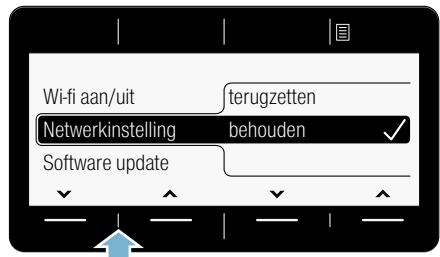 Wi-fi aan/uit terugzetten
Netwerkinstelling behouden
Software update